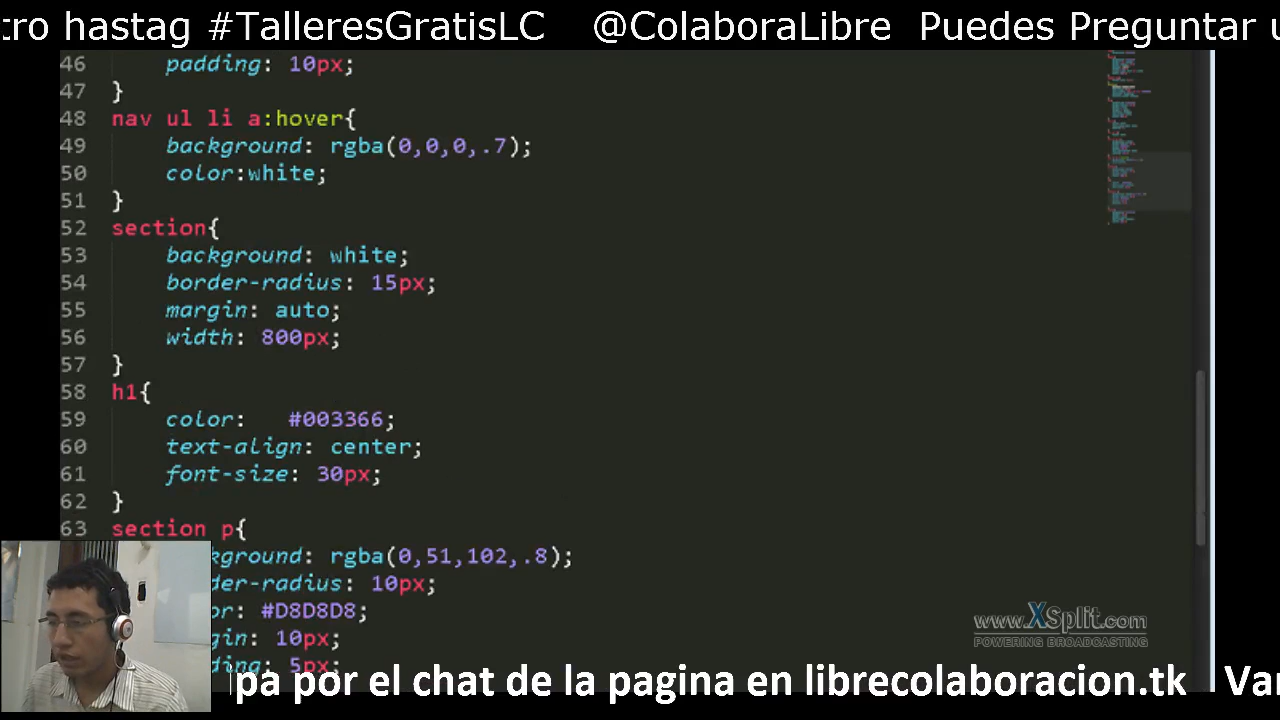 tro hastag #TalleresGratisLC @ColaboraLibre Puedes Preguntar u
46 padding: 10px;
47 }
48 nav ul li a:hover{
49 background: rgba(0,0,0,.7);
50 color:white;
51 }
52 section{
53 background: white;
54 border-radius: 15px;
55 margin: auto;
56 width: 800px;
57 }
58 h1{
59 color: #003366;
60 text-align: center;
61 font-size: 30px;
62 }
63 section p{
kground: rgba(0,51,102,.8);
der-radius: 10px;
or: #D8D8D8;
gin: 10px;
ding: 5px;
www.XSplit.com
POWERING BROADCASTING
pa por el chat de la pagina en librecolaboracion.tk Var